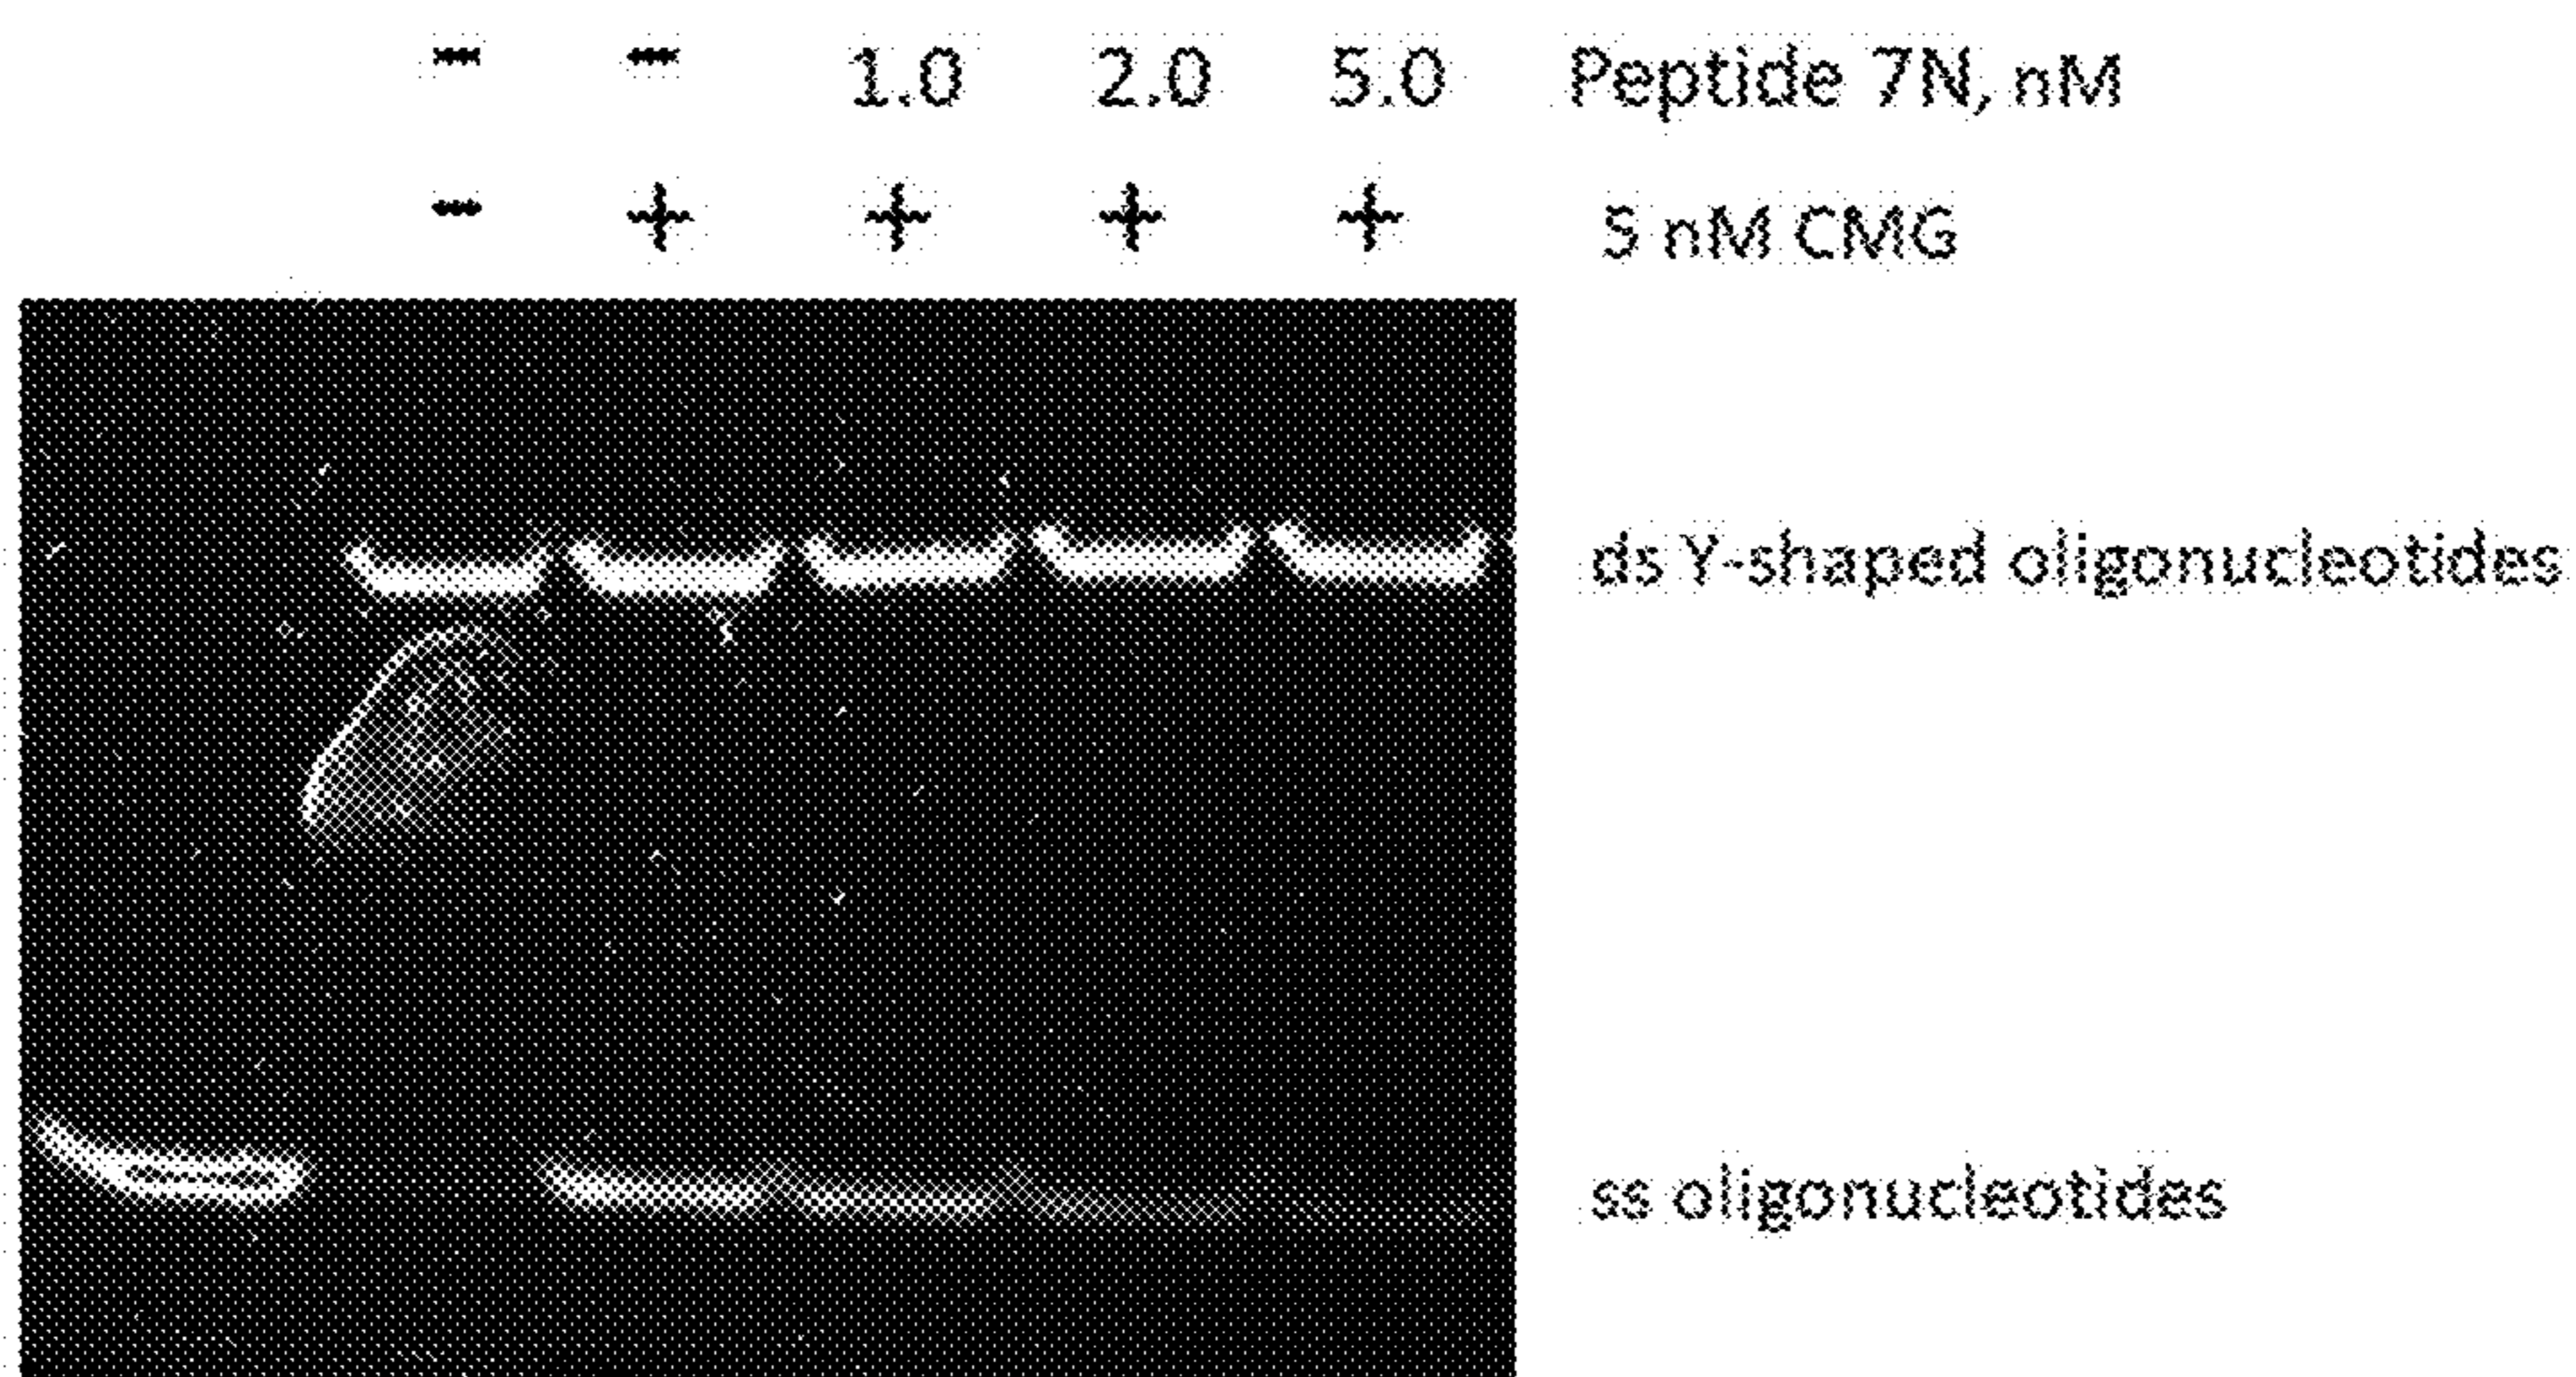 - - 1.0 2.0 5.0 Peptide 7N, nM
- + + + + 5 nM CMG
ds Y-shaped oligonucleotides
ss oligonucleotides